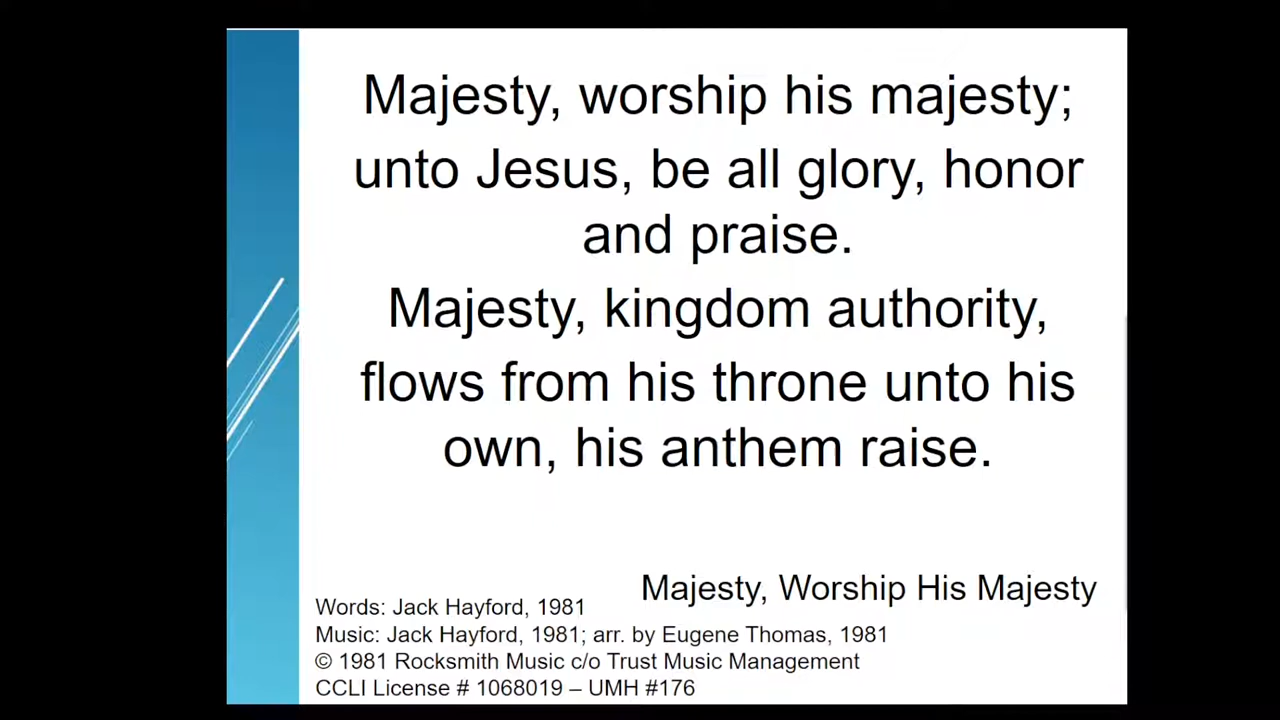 Majesty, worship his majesty;
unto Jesus, be all glory, honor
and praise.
Majesty, kingdom authority,
flows from his throne unto his
own, his anthem raise.
Majesty, Worship His Majesty
Words: Jack Hayford, 1981
Music: Jack Hayford, 1981; arr. by Eugene Thomas, 1981
© 1981 Rocksmith Music c/o Trust Music Management
CCLI License # 1068019 – UMH #176